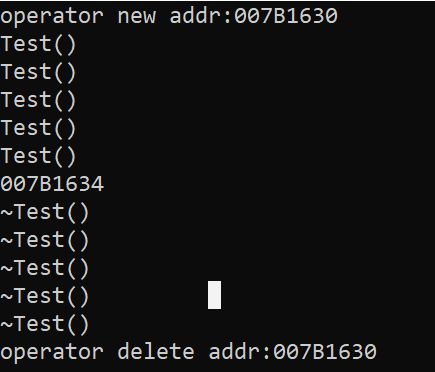 operator new addr:007B1630
Test()
Test()
Test()
Test()
Test()
007B1634
~Test()
~Test()
~Test()
~Test()
~Test()
operator delete addr:007B1630